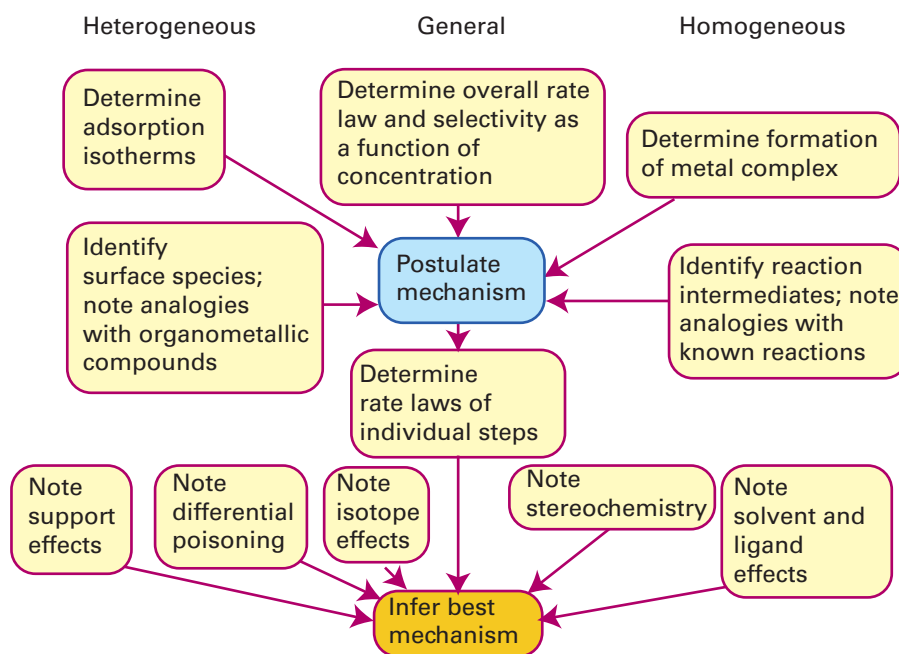 Heterogeneous
General
Homogeneous
Determine
adsorption
isotherms
Determine overall rate
law and selectivity as
a function of
concentration
Determine formation
of metal complex
Identify
surface species;
note analogies
with organometallic
compounds
Postulate
mechanism
Identify reaction
intermediates; note
analogies with
known reactions
Determine
rate laws of
individual steps
Note
support
effects
Note
differential
poisoning
Note
isotope
effects
Note
stereochemistry
Note
solvent and
ligand
effects
Infer best
mechanism